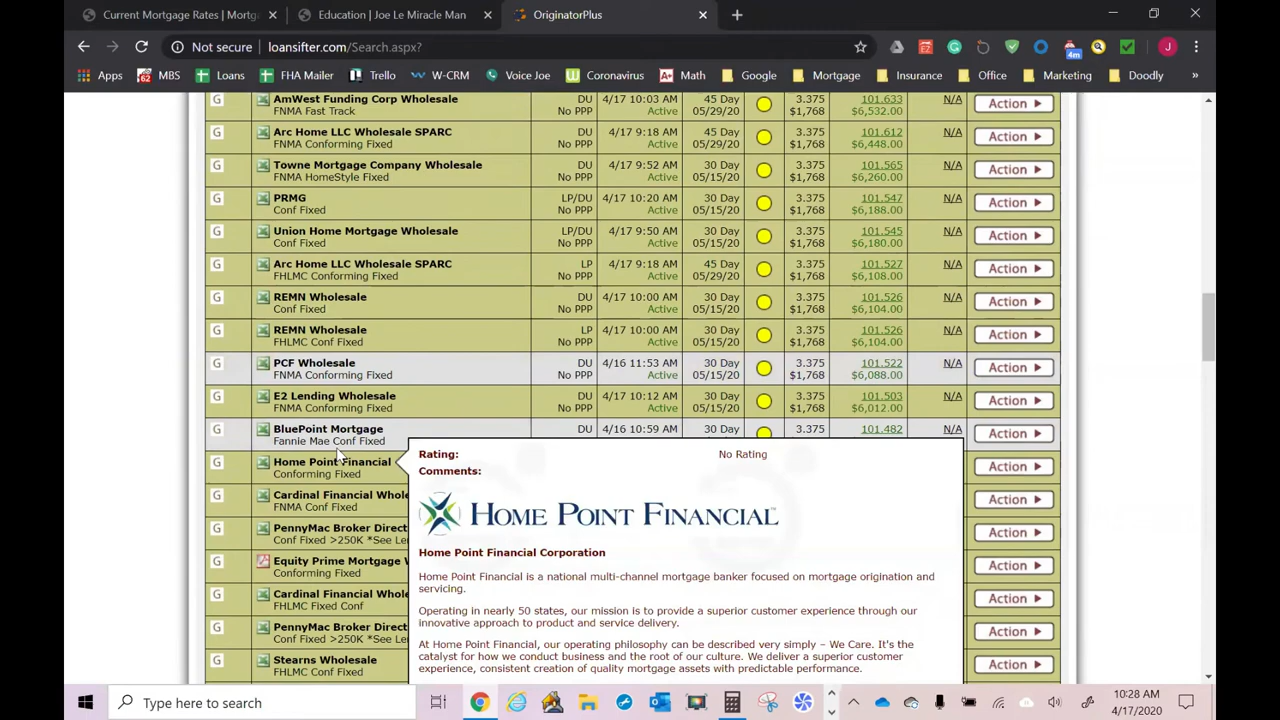 Current Mortgage Rates | Mortg
Education | Joe Le Miracle Man
OriginatorPlus
Not secure
loansifter.com/Search.aspx?
Apps
MBS
Loans
FHA Mailer
Trello
W-CRM
Voice Joe
Coronavirus
Math
Google
Mortgage
Insurance
Office
Marketing
Doodly
»
G AmWest Funding Corp Wholesale DU 4/17 10:03 AM 45 Day 3.375 101.633 N/A Action
FNMA Fast Track No PPP Active 05/29/20 $1,768 $6,532.00
G Arc Home LLC Wholesale SPARC DU 4/17 9:18 AM 45 Day 3.375 101.612 N/A Action
FNMA Conforming Fixed No PPP Active 05/29/20 $1,768 $6,448.00
G Towne Mortgage Company Wholesale DU 4/17 9:52 AM 30 Day 3.375 101.565 N/A Action
FNMA HomeStyle Fixed No PPP Active 05/15/20 $1,768 $6,260.00
G PRMG LP/DU 4/17 10:20 AM 30 Day 3.375 101.547 N/A Action
Conf Fixed No PPP Active 05/15/20 $1,768 $6,188.00
G Union Home Mortgage Wholesale LP/DU 4/17 9:50 AM 30 Day 3.375 101.545 N/A Action
Conf Fixed No PPP Active 05/15/20 $1,768 $6,180.00
G Arc Home LLC Wholesale SPARC LP 4/17 9:18 AM 45 Day 3.375 101.527 N/A Action
FHLMC Conforming Fixed No PPP Active 05/29/20 $1,768 $6,108.00
G REMN Wholesale DU 4/17 10:00 AM 30 Day 3.375 101.526 N/A Action
Conf Fixed No PPP Active 05/15/20 $1,768 $6,104.00
G REMN Wholesale LP 4/17 10:00 AM 30 Day 3.375 101.526 N/A Action
FHLMC Conf Fixed No PPP Active 05/15/20 $1,768 $6,104.00
G PCF Wholesale DU 4/16 11:53 AM 30 Day 3.375 101.522 N/A Action
FNMA Conforming Fixed No PPP Active 05/15/20 $1,768 $6,088.00
G E2 Lending Wholesale DU 4/17 10:12 AM 30 Day 3.375 101.503 N/A Action
FNMA Conforming Fixed No PPP Active 05/15/20 $1,768 $6,012.00
G BluePoint Mortgage DU 4/16 10:59 AM 30 Day 3.375 101.482 N/A Action
Fannie Mae Conf Fixed
G Home Point Financial Action
Conforming Fixed
G Cardinal Financial Whole Action
FNMA Conf Fixed
G PennyMac Broker Direct Action
Conf Fixed >250K *See Le
G Equity Prime Mortgage W Action
Conforming Fixed
G Cardinal Financial Whole Action
FHLMC Fixed Conf
G PennyMac Broker Direct Action
Conf Fixed >250K *See Le
G Stearns Wholesale Action
FHLMC Conf Fixed
Rating: No Rating
Comments:
HOME POINT FINANCIAL
Home Point Financial Corporation
Home Point Financial is a national multi-channel mortgage banker focused on mortgage origination and
servicing.
Operating in nearly 50 states, our mission is to provide a superior customer experience through our
innovative approach to product and service delivery.
At Home Point Financial, our operating philosophy can be described very simply – We Care. It's the
catalyst for how we conduct business and the root of our culture. We deliver a superior customer
experience, consistent creation of quality mortgage assets with predictable performance.
Type here to search
10:28 AM
4/17/2020